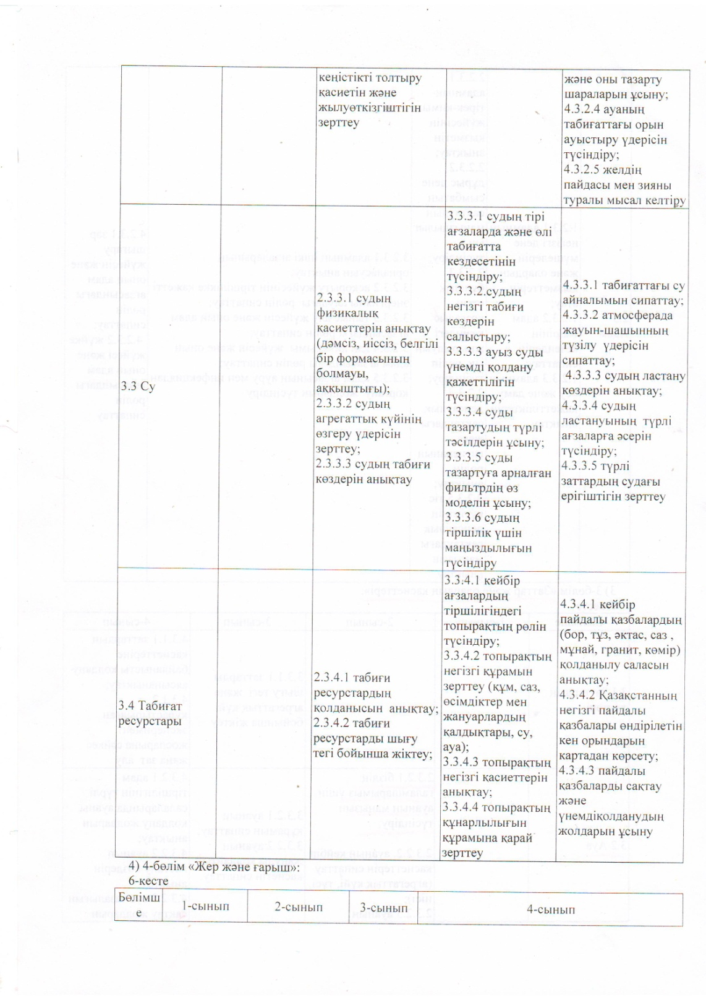 кеңістікті толтыру
қасиетін және
жылуөткізгіштігін
зерттеу
және оны тазарту
шараларын ұсыну;
4.3.2.4 ауаның
табиғаттағы орын
ауыстыру үдерісін
түсіндіру;
4.3.2.5 желдің
пайдасы мен зияны
туралы мысал келтіру
3.3 Су
2.3.3.1 судың
физикалық
қасиеттерін анықтау
(дәмсіз, иіссіз, белгілі
бір формасының
болмауы,
аққыштығы);
2.3.3.2 судың
агрегаттық күйінің
өзгеру үдерісін
зерттеу;
2.3.3.3 судың табиғи
көздерін анықтау
3.3.3.1 судың тірі
ағзаларда және өлі
табиғатта
кездесетінін
түсіндіру;
3.3.3.2.судың
негізгі табиғи
көздерін
салыстыру;
3.3.3.3 ауыз суды
үнемді қолдану
қажеттілігін
түсіндіру;
3.3.3.4 суды
тазартудың түрлі
тәсілдерін ұсыну;
3.3.3.5 суды
тазартуға арналған
фильтрдің өз
моделін ұсыну;
3.3.3.6 судың
тіршілік үшін
маңыздылығын
түсіндіру
4.3.3.1 табиғаттағы су
айналымын сипаттау;
4.3.3.2 атмосферада
жауын-шашынның
түзілу үдерісін
сипаттау;
4.3.3.3 судың ластану
көздерін анықтау;
4.3.3.4 судың
ластануының түрлі
ағзаларға әсерін
түсіндіру;
4.3.3.5 түрлі
заттардың судағы
ерігіштігін зерттеу
3.4 Табиғат
ресурстары
2.3.4.1 табиғи
ресурстардың
қолданысын анықтау;
2.3.4.2 табиғи
ресурстарды шығу
тегі бойынша жіктеу;
3.3.4.1 кейбір
ағзалардың
тіршілігіндегі
топырақтың рөлін
түсіндіру;
3.3.4.2 топырақтың
негізгі құрамын
зерттеу (құм, саз,
өсімдіктер мен
жануарлардың
қалдықтары, су,
ауа);
3.3.4.3 топырақтың
негізгі қасиеттерін
анықтау;
3.3.4.4 топырақтың
құнарлылығын
құрамына қарай
зерттеу
4.3.4.1 кейбір
пайдалы қазбалардың
(бор, тұз, әктас, саз ,
мұнай, гранит, көмір)
қолданылу саласын
анықтау;
4.3.4.2 Қазақстанның
негізгі пайдалы
қазбалары өндірілетін
кен орындарын
картадан көрсету;
4.3.4.3 пайдалы
қазбаларды сақтау
және
үнемдіқолданудың
жолдарын ұсыну
4) 4-бөлім «Жер және ғарыш»:
6-кесте
Бөлімш
е
1-сынып
2-сынып
3-сынып
4-сынып